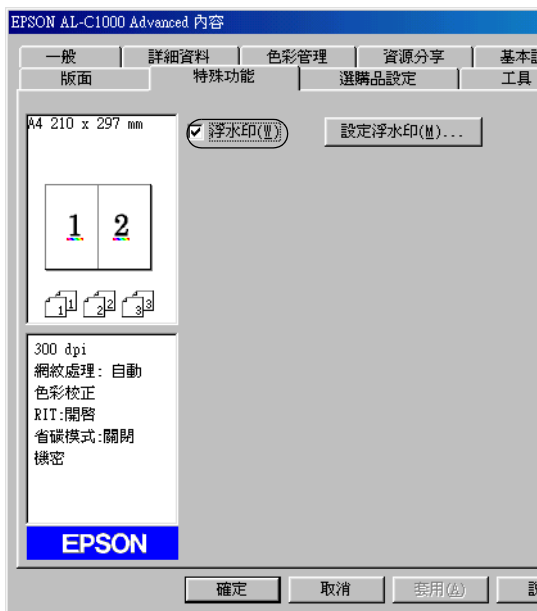 EPSON AL-C1000 Advanced 內容
一般 詳細資料 色彩管理 資源分享
版面 特殊功能 選購品設定 工具
A4 210 x 297 mm
浮水印(W) 設定浮水印(M)...
1 2
1 1 2 2 3 3
300 dpi
網紋處理: 自動
色彩校正
RIT:開啓
省碳模式:關閉
機密
EPSON
確定 取消 套用(A)